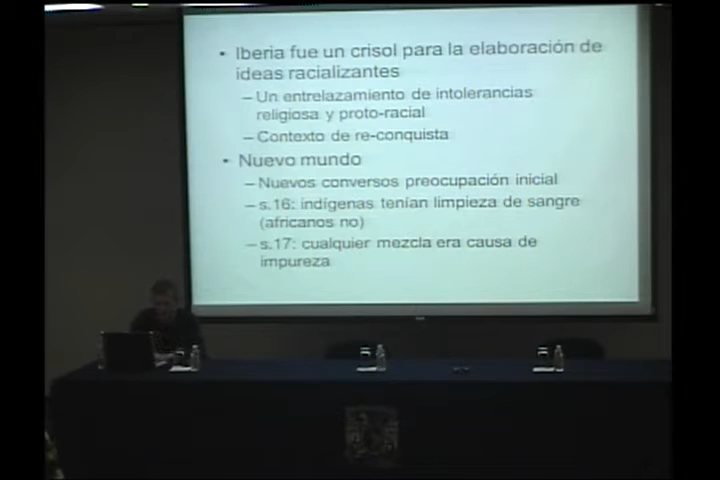 • Iberia fue un crisol para la elaboración de
ideas racializantes
– Un entrelazamiento de intolerancias
religiosa y proto-racial
– Contexto de re-conquista
• Nuevo mundo
– Nuevos conversos preocupación inicial
– s.16: indígenas tenían limpieza de sangre
(africanos no)
– s.17: cualquier mezcla era causa de
impureza